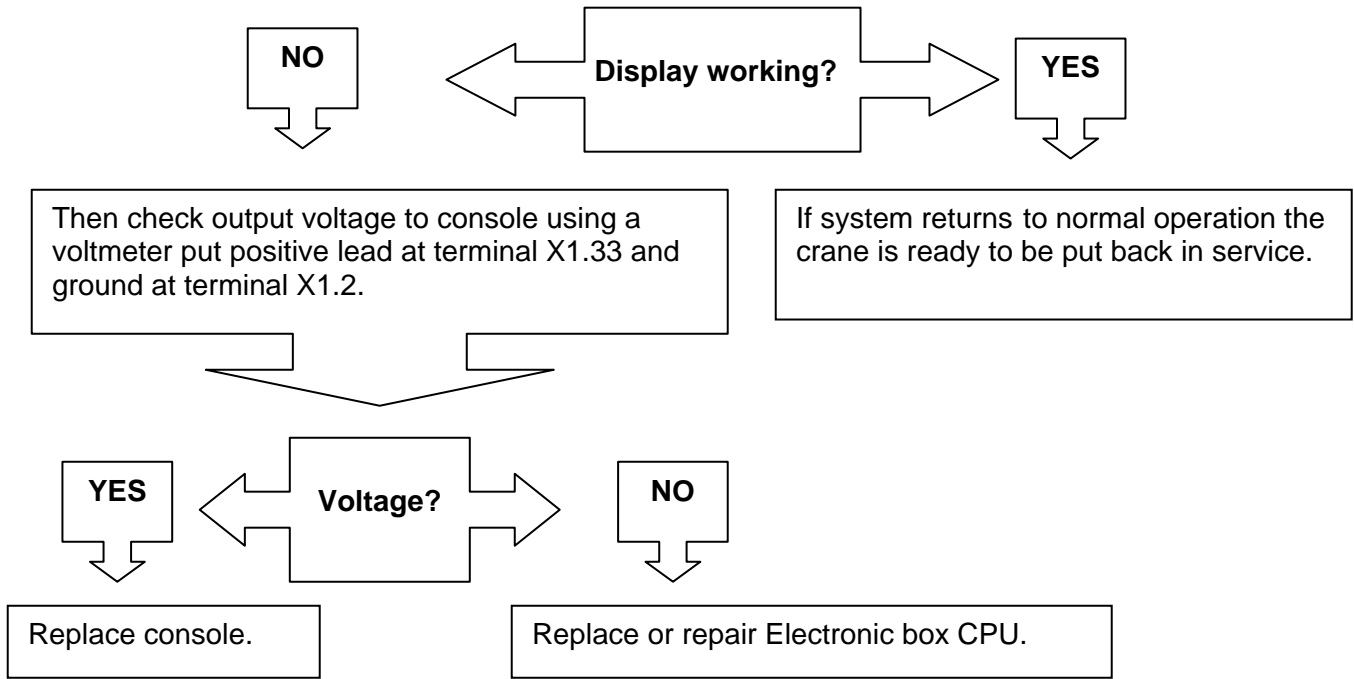 NO
Display working?
YES
Then check output voltage to console using a
voltmeter put positive lead at terminal X1.33 and
ground at terminal X1.2.
If system returns to normal operation the
crane is ready to be put back in service.
YES
Voltage?
NO
Replace console.
Replace or repair Electronic box CPU.